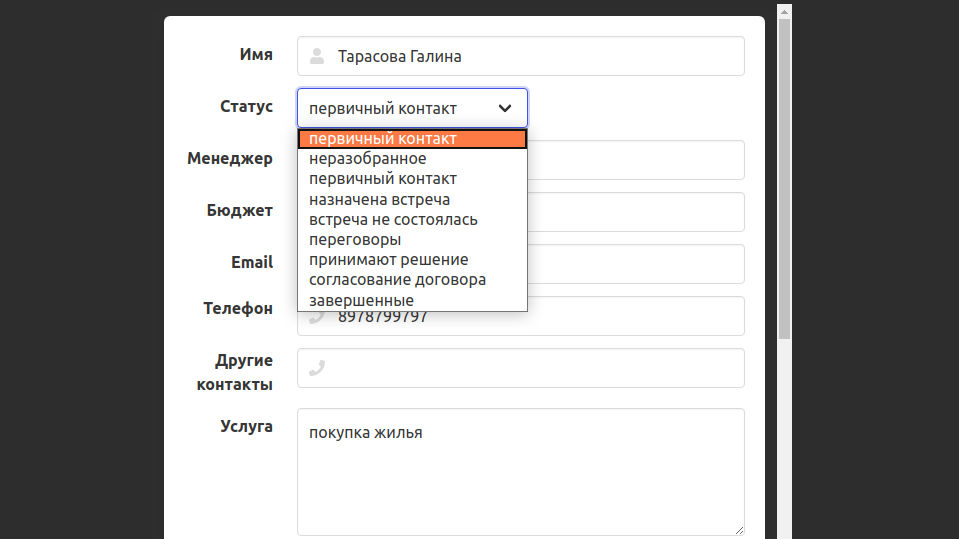 Имя
Тарасова Галина
Статус
первичный контакт
первичный контакт
неразобранное
первичный контакт
назначена встреча
встреча не состоялась
переговоры
принимают решение
согласование договора
завершенные
Менеджер
Бюджет
Email
Телефон
8978799797
Другие
контакты
Услуга
покупка жилья